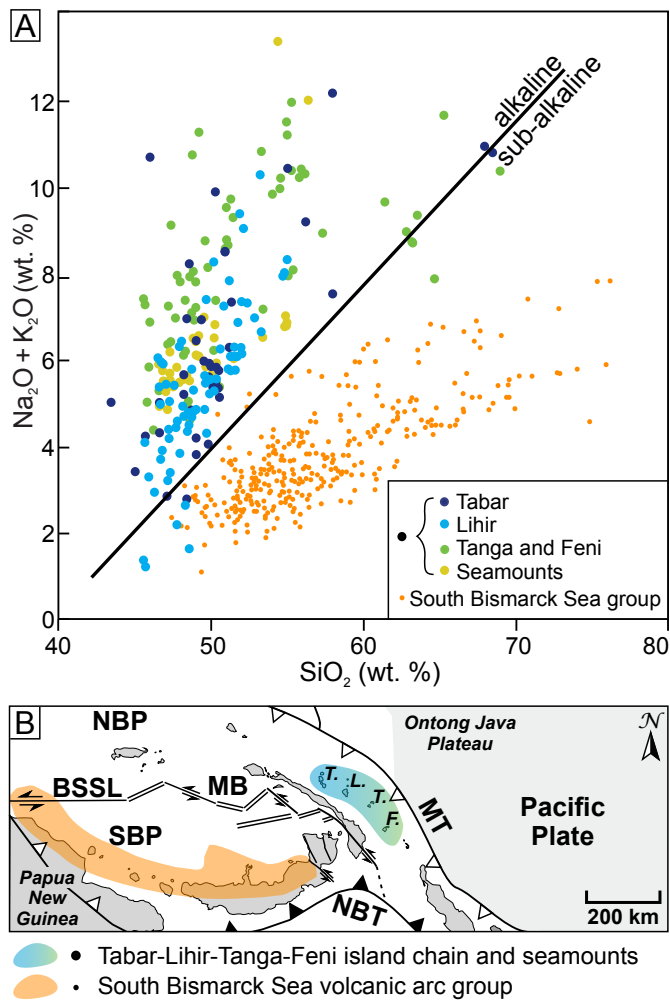 A
alkaline
sub-alkaline
Na₂O + K₂O (wt. %)
12
10
8
6
4
2
0
40
50
60
70
80
SiO₂ (wt. %)
Tabar
Lihir
Tanga and Feni
Seamounts
South Bismarck Sea group
B
NBP
Ontong Java
Plateau
N
BSSL
MB
T.
L.
T.
F.
MT
Pacific
Plate
SBP
Papua
New
Guinea
NBT
200 km
Tabar-Lihir-Tanga-Feni island chain and seamounts
South Bismarck Sea volcanic arc group